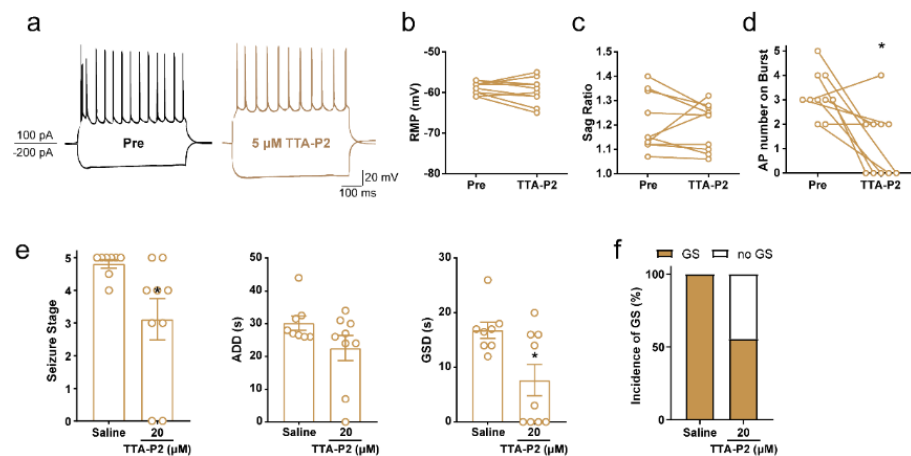 a
100 pA
-200 pA
Pre
5 µM TTA-P2
20 mV
100 ms
b
RMP (mV)
-50
-60
-70
-80
Pre TTA-P2
c
Sag Ratio
1.5
1.4
1.3
1.2
1.1
1.0
Pre TTA-P2
d
AP number on Burst
*
5
4
3
2
1
0
Pre TTA-P2
e
Seizure Stage
5
4
3
2
1
0
*
Saline 20
TTA-P2 (µM)
ADD (s)
60
40
20
0
Saline 20
TTA-P2 (µM)
GSD (s)
40
30
20
10
0
*
Saline 20
TTA-P2 (µM)
f
GS no GS
Incidence of GS (%)
100
50
0
Saline 20
TTA-P2 (µM)